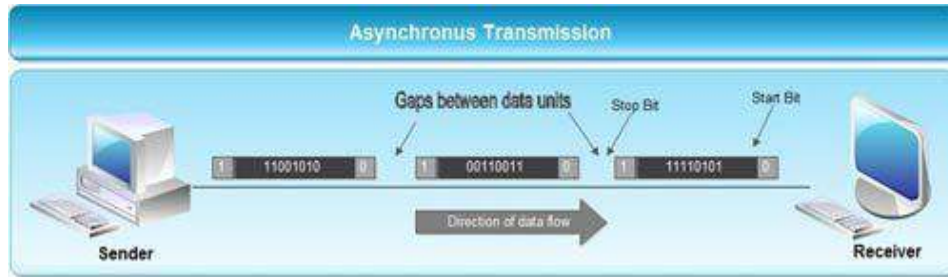 Asynchronus Transmission
Gaps between data units
Stop Bit
Start Bit
1 11001010 0
1 00110011 0
1 11110101 0
Direction of data flow
Sender
Receiver